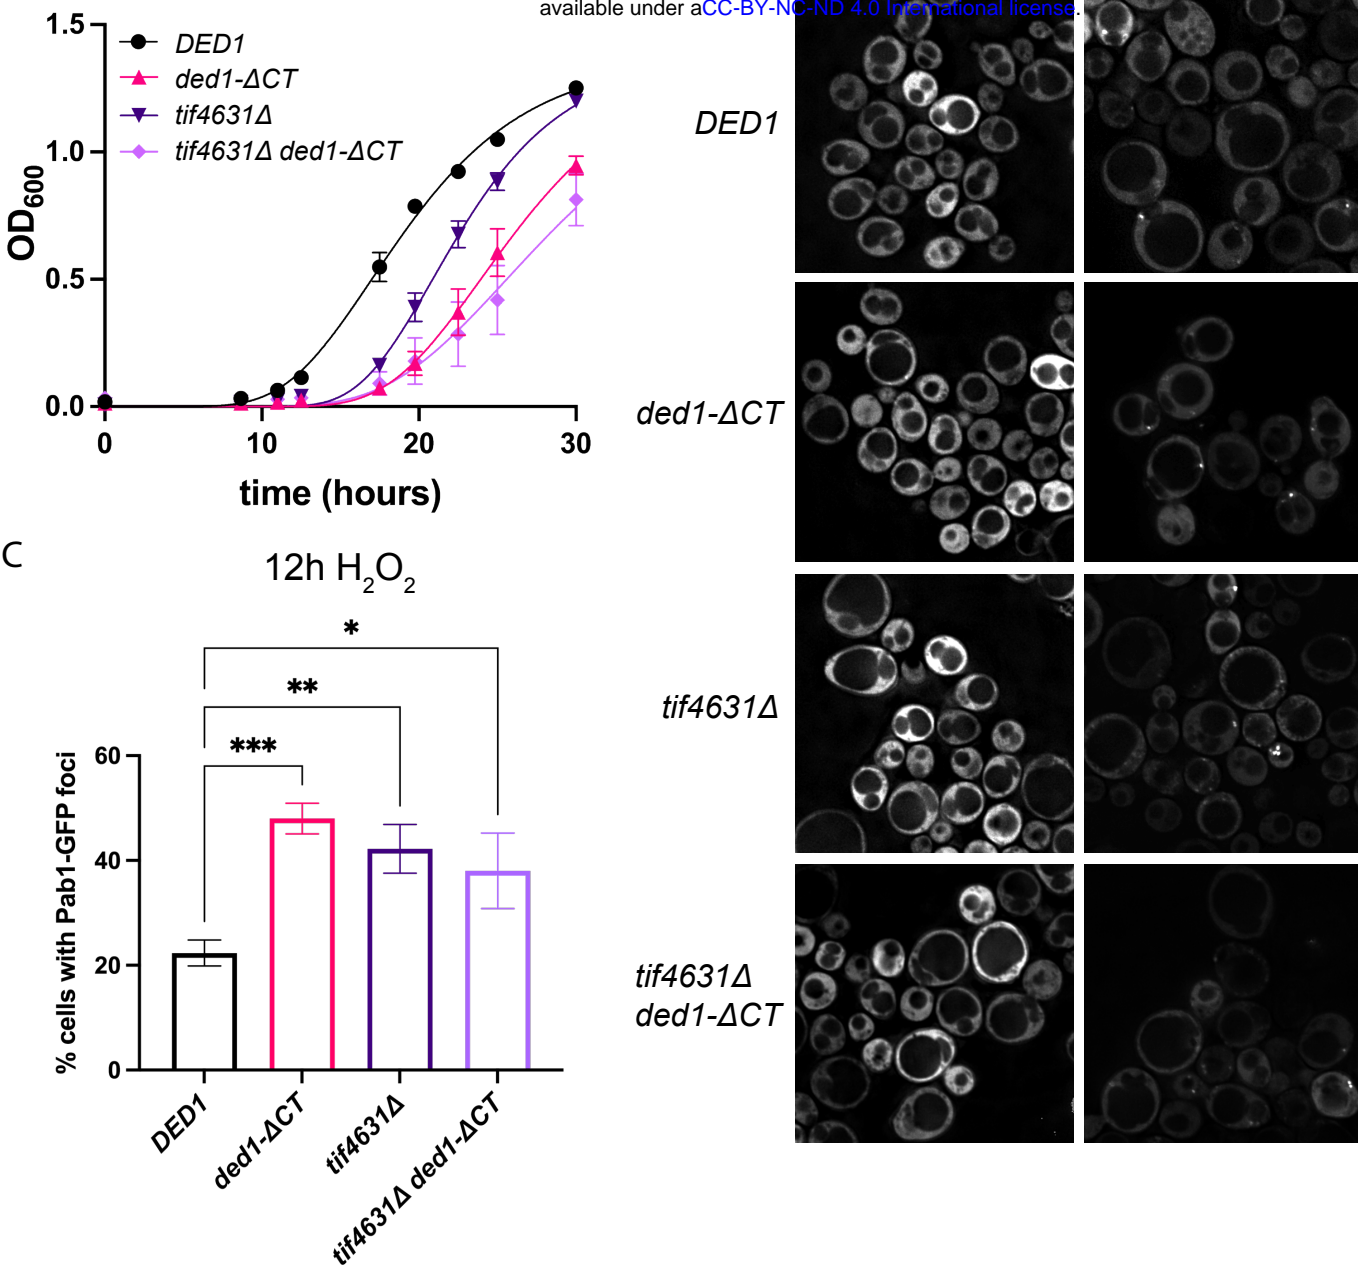 available under aCC-BY-NC-ND 4.0 International license.
1.5
1.0
0.5
0.0
OD600
DED1
ded1-ΔCT
tif4631Δ
tif4631Δ ded1-ΔCT
0
10
20
30
time (hours)
DED1
ded1-ΔCT
tif4631Δ
tif4631Δ
ded1-ΔCT
C
12h H2O2
*
**
***
60
40
20
0
% cells with Pab1-GFP foci
DED1
ded1-ΔCT
tif4631Δ
tif4631Δ ded1-ΔCT